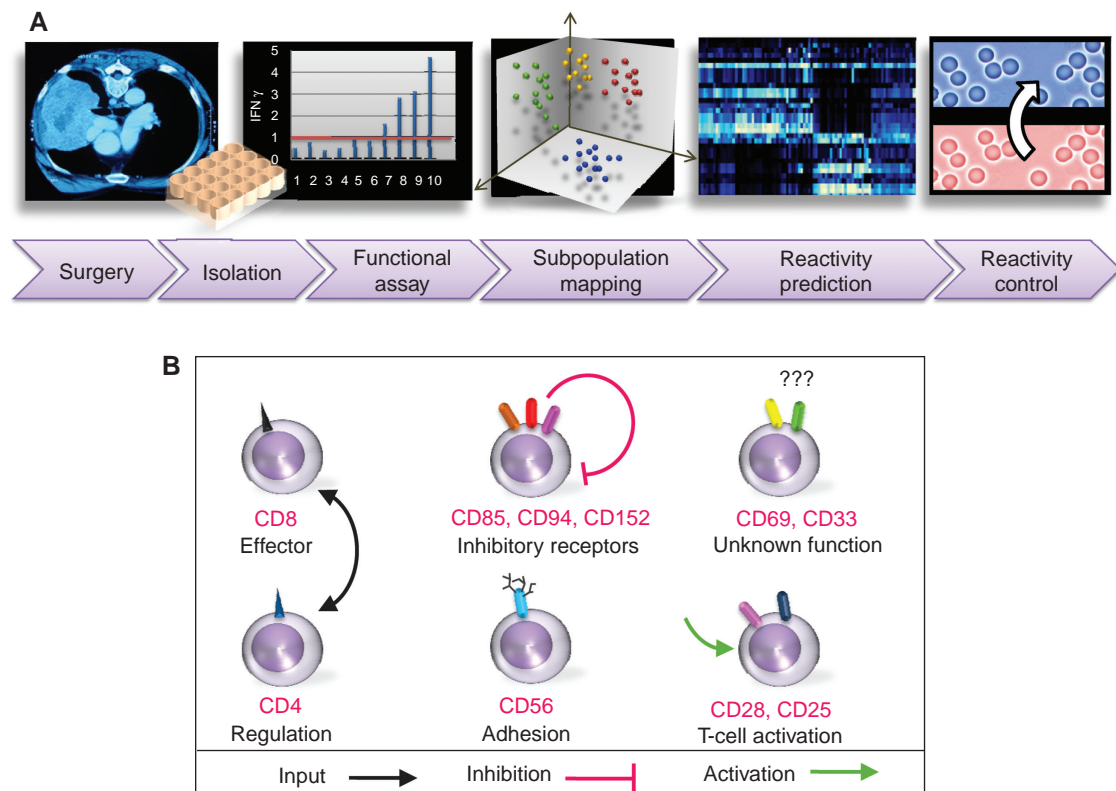 A
IFN γ
5
4
3
2
1
0
1 2 3 4 5 6 7 8 9 10
Surgery
Isolation
Functional
assay
Subpopulation
mapping
Reactivity
prediction
Reactivity
control
B
???
CD8
Effector
CD85, CD94, CD152
Inhibitory receptors
CD69, CD33
Unknown function
CD4
Regulation
CD56
Adhesion
CD28, CD25
T-cell activation
Input
Inhibition
Activation